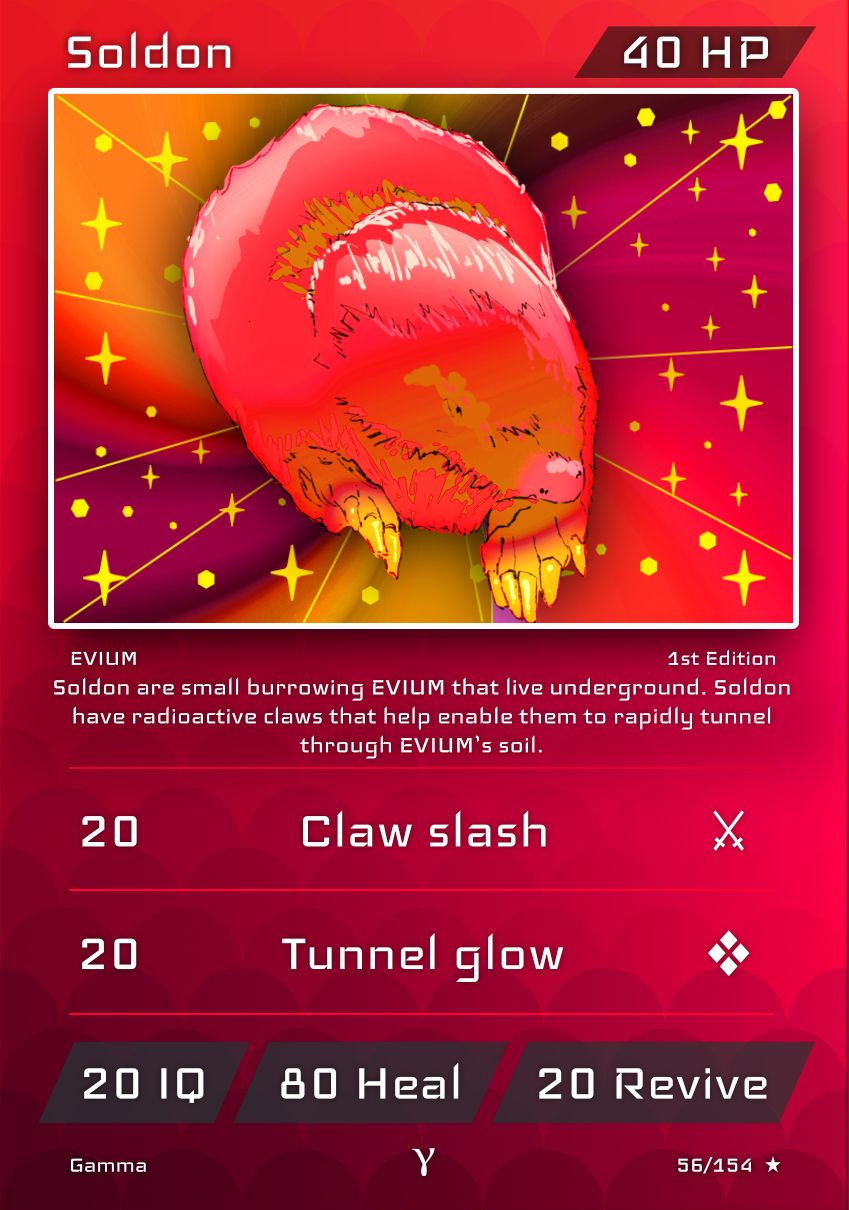 Soldon
40 HP
EVIUM
1st Edition
Soldon are small burrowing EVIUM that live underground. Soldon
have radioactive claws that help enable them to rapidly tunnel
through EVIUM's soil.
20 Claw slash
20 Tunnel glow
20 IQ
80 Heal
20 Revive
Gamma
γ
56/154 ★